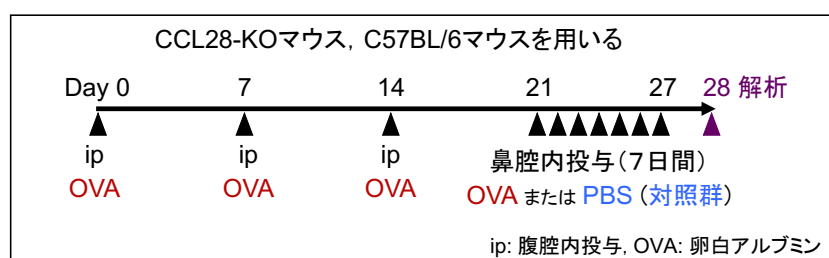 CCL28-KOマウス，C57BL/6マウスを用いる
Day 0 7 14 21 27 28 解析
ip ip ip 鼻腔内投与（７日間）
OVA OVA OVA OVA または PBS（対照群）
ip: 腹腔内投与, OVA: 卵白アルブミン